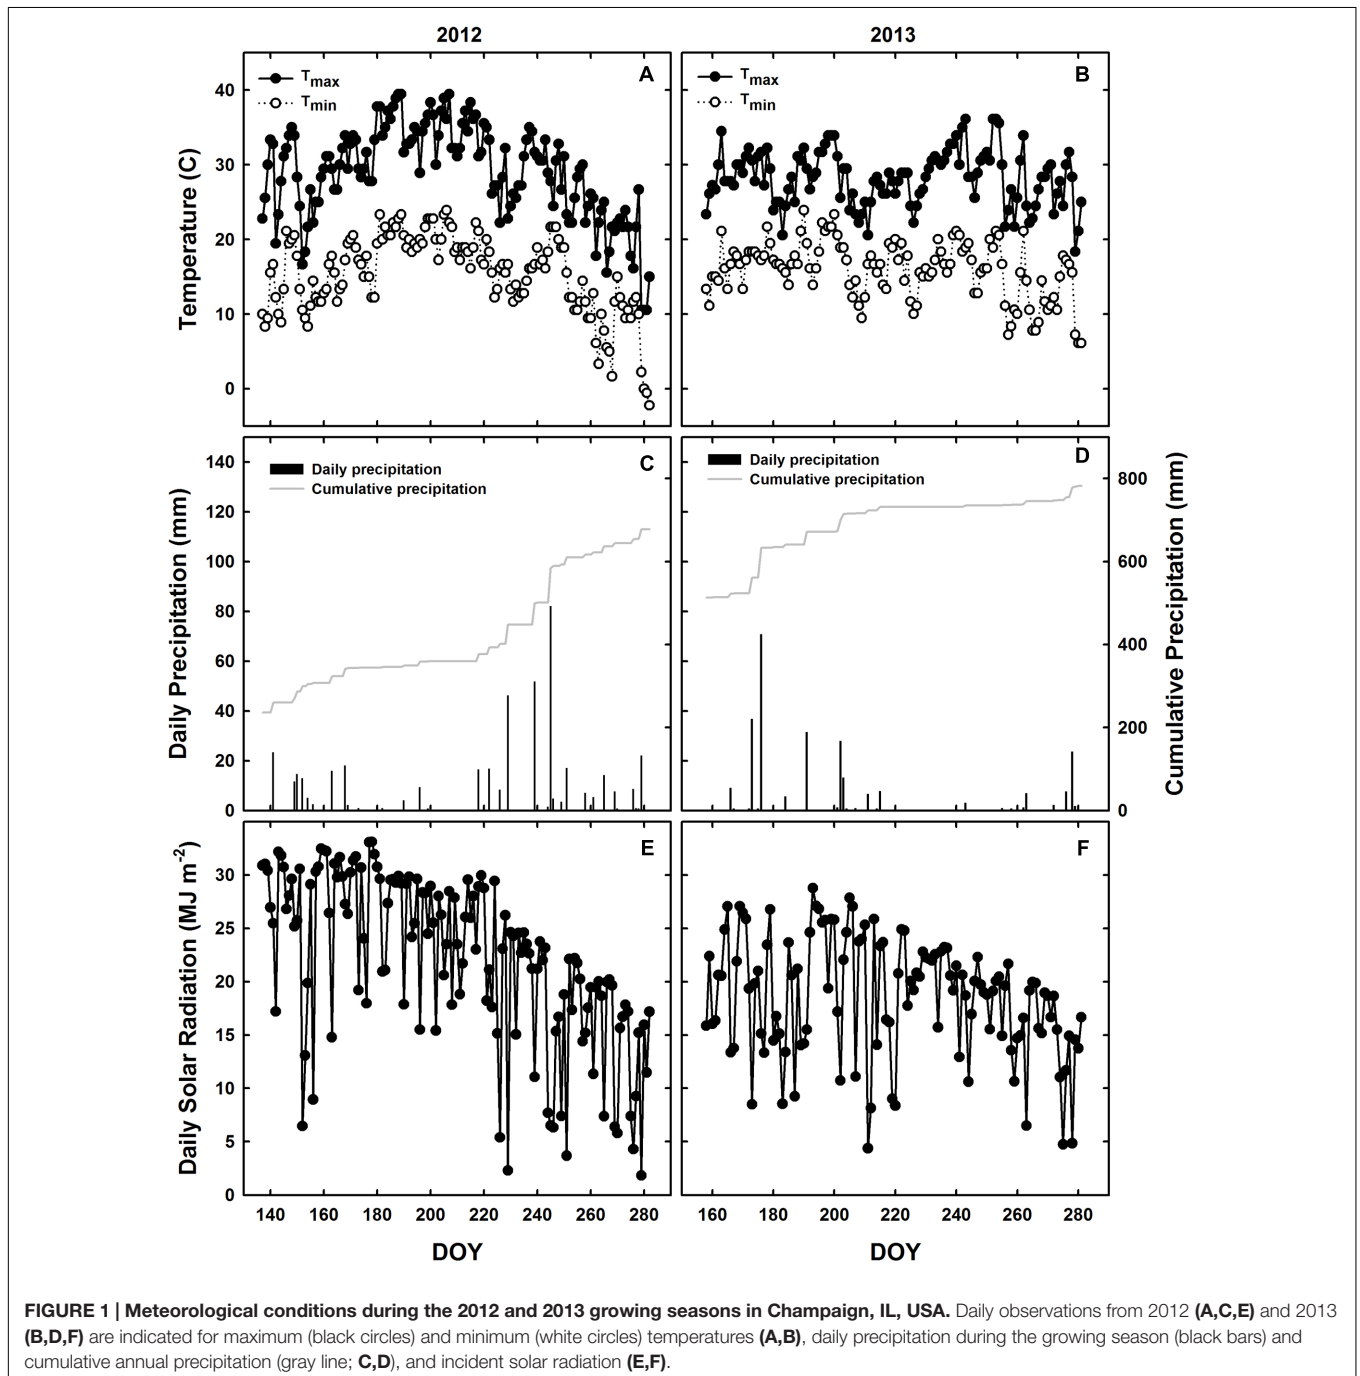 2012
2013
T_max
T_min
A
T_max
T_min
B
40
30
20
10
0
Temperature (C)
Daily precipitation
Cumulative precipitation
C
Daily precipitation
Cumulative precipitation
D
140
120
100
80
60
40
20
0
Daily Precipitation (mm)
800
600
400
200
0
Cumulative Precipitation (mm)
E
F
30
25
20
15
10
5
0
Daily Solar Radiation (MJ m⁻²)
140 160 180 200 220 240 260 280
160 180 200 220 240 260 280
DOY
DOY
FIGURE 1 | Meteorological conditions during the 2012 and 2013 growing seasons in Champaign, IL, USA. Daily observations from 2012 (A,C,E) and 2013
(B,D,F) are indicated for maximum (black circles) and minimum (white circles) temperatures (A,B), daily precipitation during the growing season (black bars) and
cumulative annual precipitation (gray line; C,D), and incident solar radiation (E,F).